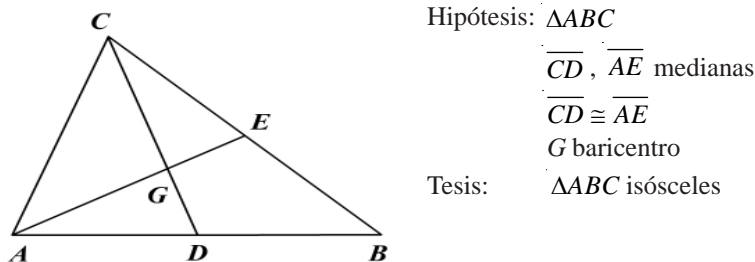 C
E
G
A D B
Hipótesis: ΔABC
CD , AE medianas
CD ≅ AE
G baricentro
Tesis: ΔABC isósceles